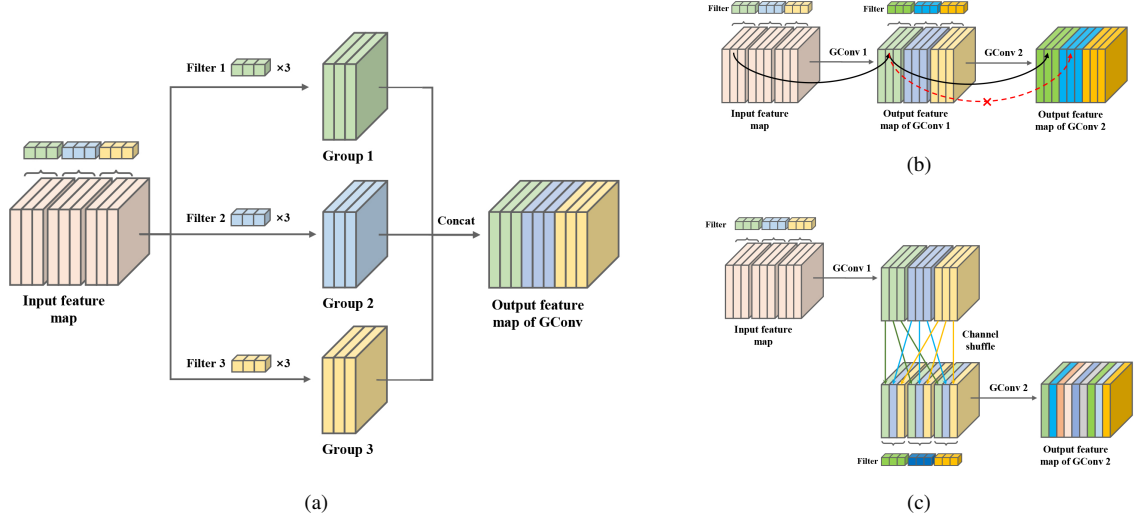 Filter 1
×3
Group 1
Filter 2
×3
Group 2
Filter 3
×3
Group 3
Input feature
map
Concat
Output feature
map of GConv
(a)
Filter
Filter
GConv 1
GConv 2
Input feature
map
Output feature
map of GConv 1
Output feature
map of GConv 2
(b)
Filter
GConv 1
Input feature
map
Channel
shuffle
GConv 2
Filter
Output feature
map of GConv 2
(c)